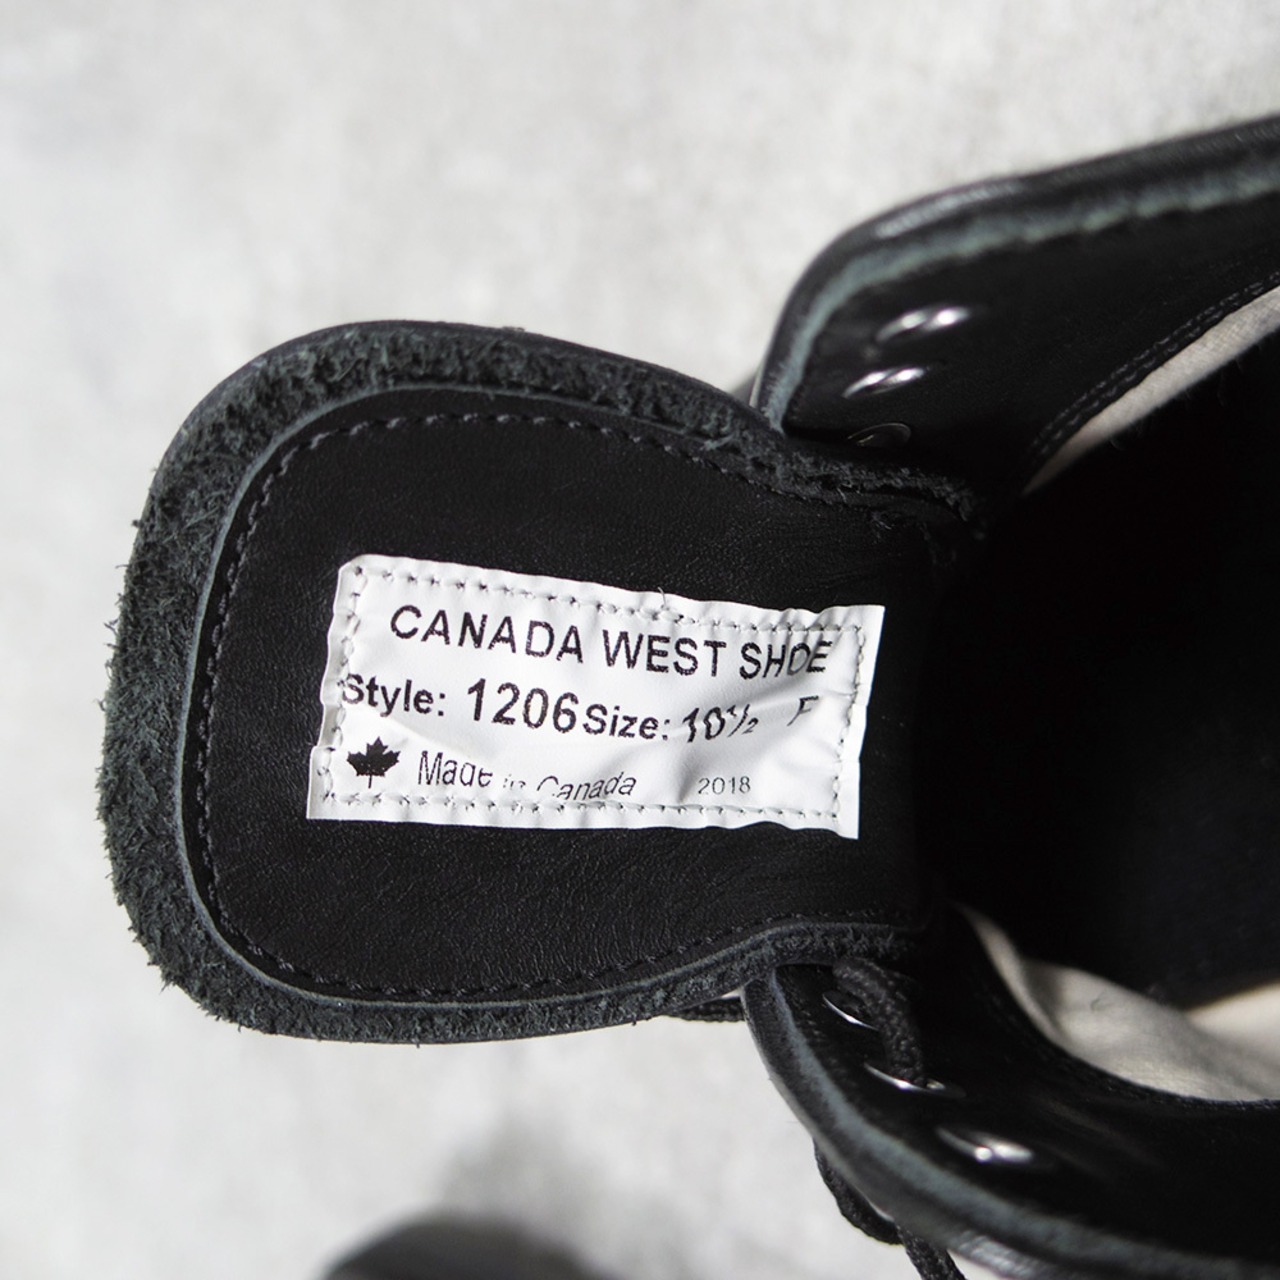 CANADA WEST SHOE
Style: 1206 Size: 10½ F
Made in Canada 2018